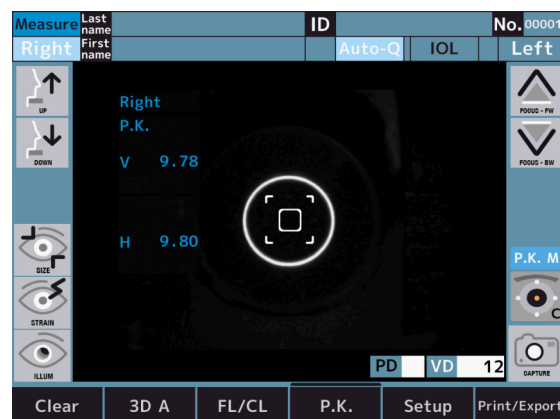 Measure Last name ID No. 00001
Right First name Auto-Q IOL Left
UP
DOWN
SIZE
STRAIN
ILLUM
Right
P.K.
V 9.78
H 9.80
FOCUS - FW
FOCUS - BW
P.K. M
C
CAPTURE
PD VD 12
Clear 3D A FL/CL P.K. Setup Print/Export